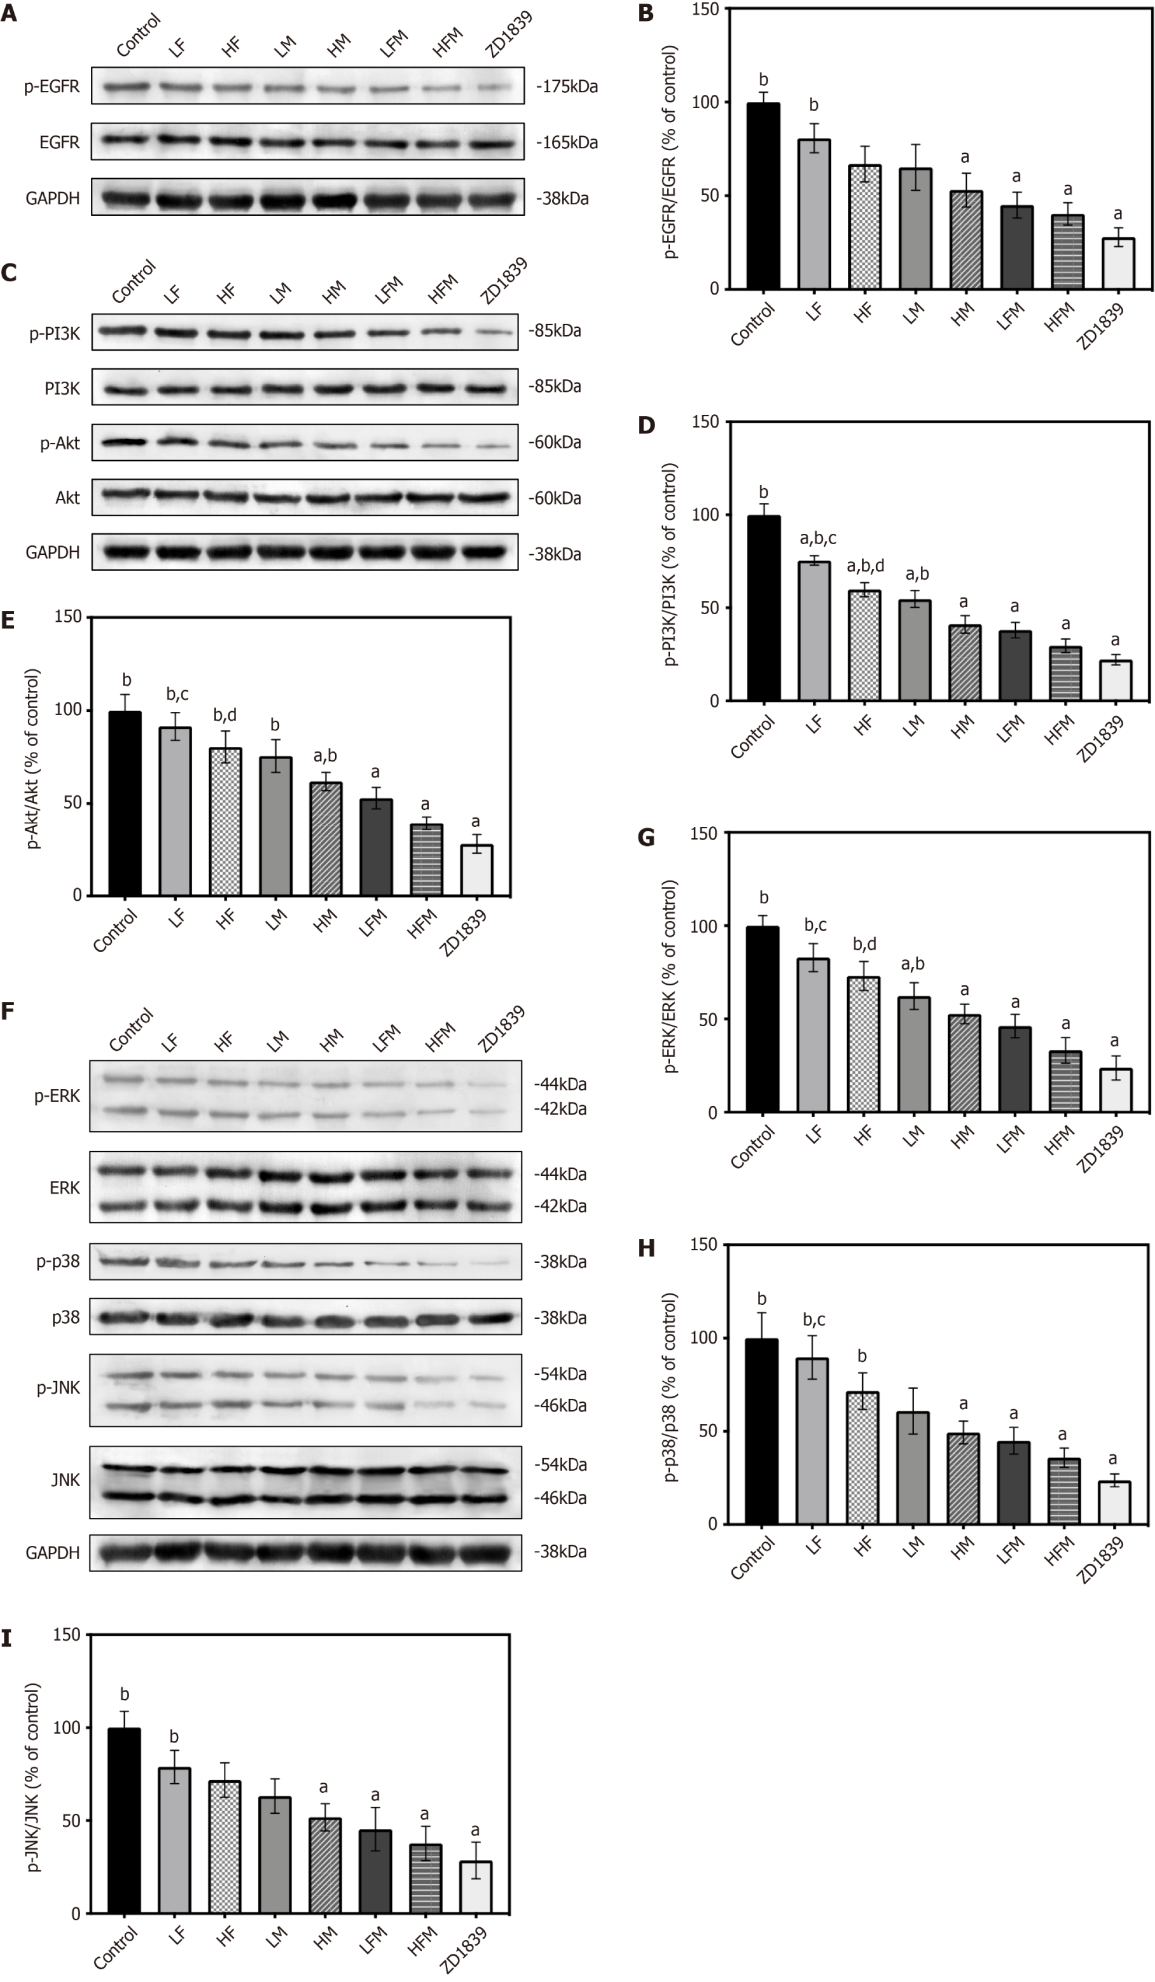 A
Control LF HF LM HM LFM HFM ZD1839
p-EGFR -175kDa
EGFR -165kDa
GAPDH -38kDa
B
p-EGFR/EGFR (% of control)
150
100
50
0
b b a a a a
Control LF HF LM HM LFM HFM ZD1839
C
Control LF HF LM HM LFM HFM ZD1839
p-PI3K -85kDa
PI3K -85kDa
p-Akt -60kDa
Akt -60kDa
GAPDH -38kDa
D
p-PI3K/PI3K (% of control)
150
100
50
0
b a,b,c a,b,d a,b a a a a
Control LF HF LM HM LFM HFM ZD1839
E
p-Akt/Akt (% of control)
150
100
50
0
b b,c b,d b a,b a a a
Control LF HF LM HM LFM HFM ZD1839
F
Control LF HF LM HM LFM HFM ZD1839
p-ERK -44kDa
-42kDa
ERK -44kDa
-42kDa
p-p38 -38kDa
p38 -38kDa
p-JNK -54kDa
-46kDa
JNK -54kDa
-46kDa
GAPDH -38kDa
G
p-ERK/ERK (% of control)
150
100
50
0
b b,c b,d a,b a a a a
Control LF HF LM HM LFM HFM ZD1839
H
p-p38/p38 (% of control)
150
100
50
0
b b,c b a a a a
Control LF HF LM HM LFM HFM ZD1839
I
p-JNK/JNK (% of control)
150
100
50
0
b b a a a a
Control LF HF LM HM LFM HFM ZD1839